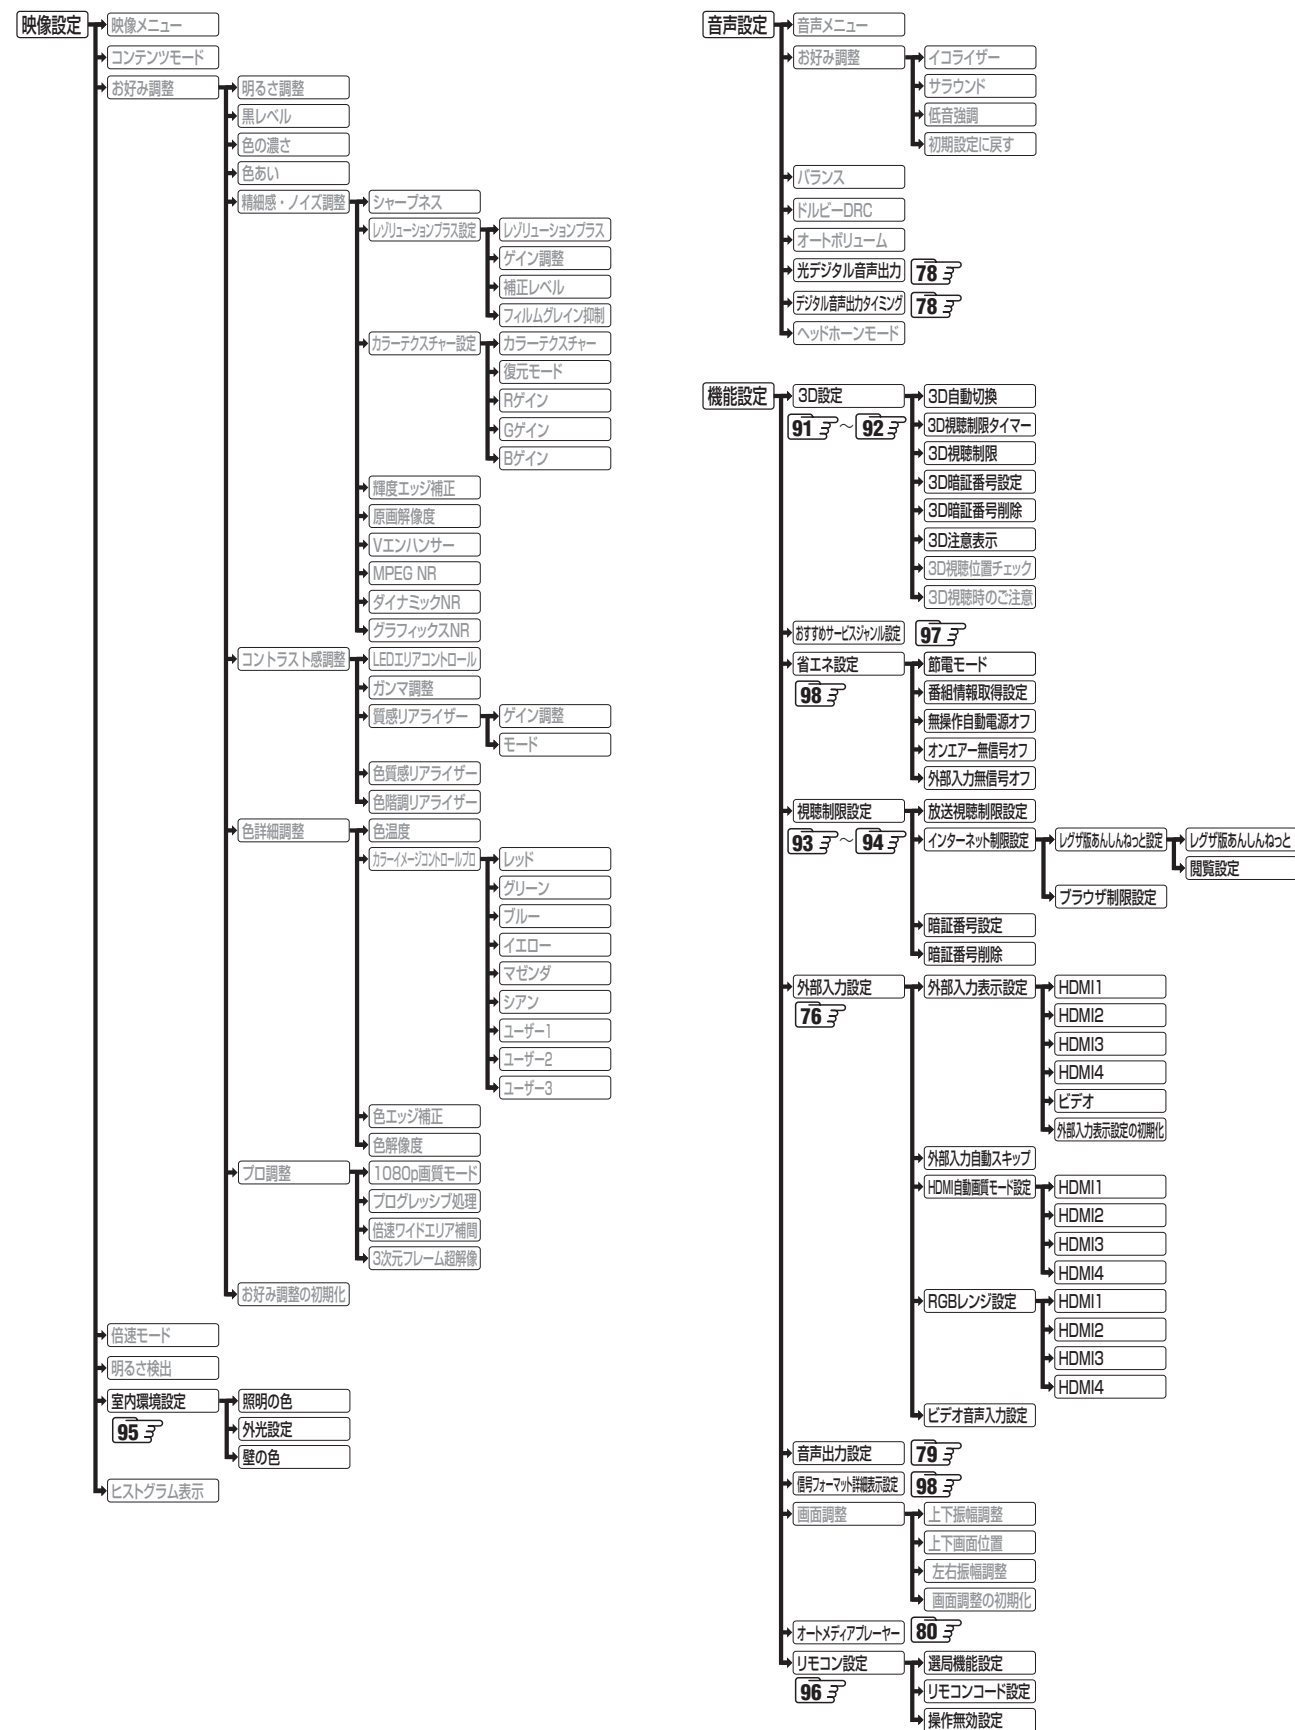 映像設定
映像メニュー
コンテンツモード
お好み調整
明るさ調整
黒レベル
色の濃さ
色あい
精細感・ノイズ調整
シャープネス
レゾリューションプラス設定
レゾリューションプラス
ゲイン調整
補正レベル
フィルムグレイン抑制
カラーテクスチャー設定
カラーテクスチャー
復元モード
Rゲイン
Gゲイン
Bゲイン
輝度エッジ補正
原画解像度
Vエンハンサー
MPEG NR
ダイナミックNR
グラフィックスNR
コントラスト感調整
LEDエリアコントロール
ガンマ調整
質感リアライザー
ゲイン調整
モード
色質感リアライザー
色階調リアライザー
色詳細調整
色温度
カラーイメージコントロールプロ
レッド
グリーン
ブルー
イエロー
マゼンダ
シアン
ユーザー1
ユーザー2
ユーザー3
色エッジ補正
色解像度
プロ調整
1080p画質モード
プログレッシブ処理
倍速ワイドエリア補間
3次元フレーム超解像
お好み調整の初期化
倍速モード
明るさ検出
室内環境設定
95
照明の色
外光設定
壁の色
ヒストグラム表示
音声設定
音声メニュー
お好み調整
イコライザー
サラウンド
低音強調
初期設定に戻す
バランス
ドルビーDRC
オートボリューム
光デジタル音声出力 78
デジタル音声出力タイミング 78
ヘッドホーンモード
機能設定
3D設定
91 ～ 92
3D自動切換
3D視聴制限タイマー
3D視聴制限
3D暗証番号設定
3D暗証番号削除
3D注意表示
3D視聴位置チェック
3D視聴時のご注意
おすすめサービスジャンル設定 97
省エネ設定
98
節電モード
番組情報取得設定
無操作自動電源オフ
オンエアー無信号オフ
外部入力無信号オフ
視聴制限設定
93 ～ 94
放送視聴制限設定
インターネット制限設定
レグザ版あんしんねっと設定
レグザ版あんしんねっと
閲覧設定
ブラウザ制限設定
暗証番号設定
暗証番号削除
外部入力設定
76
外部入力表示設定
HDMI1
HDMI2
HDMI3
HDMI4
ビデオ
外部入力表示設定の初期化
外部入力自動スキップ
HDMI自動画質モード設定
HDMI1
HDMI2
HDMI3
HDMI4
RGBレンジ設定
HDMI1
HDMI2
HDMI3
HDMI4
ビデオ音声入力設定
音声出力設定 79
信号フォーマット詳細表示設定 98
画面調整
上下振幅調整
上下画面位置
左右振幅調整
画面調整の初期化
オートメディアプレーヤー 80
リモコン設定
96
選局機能設定
リモコンコード設定
操作無効設定